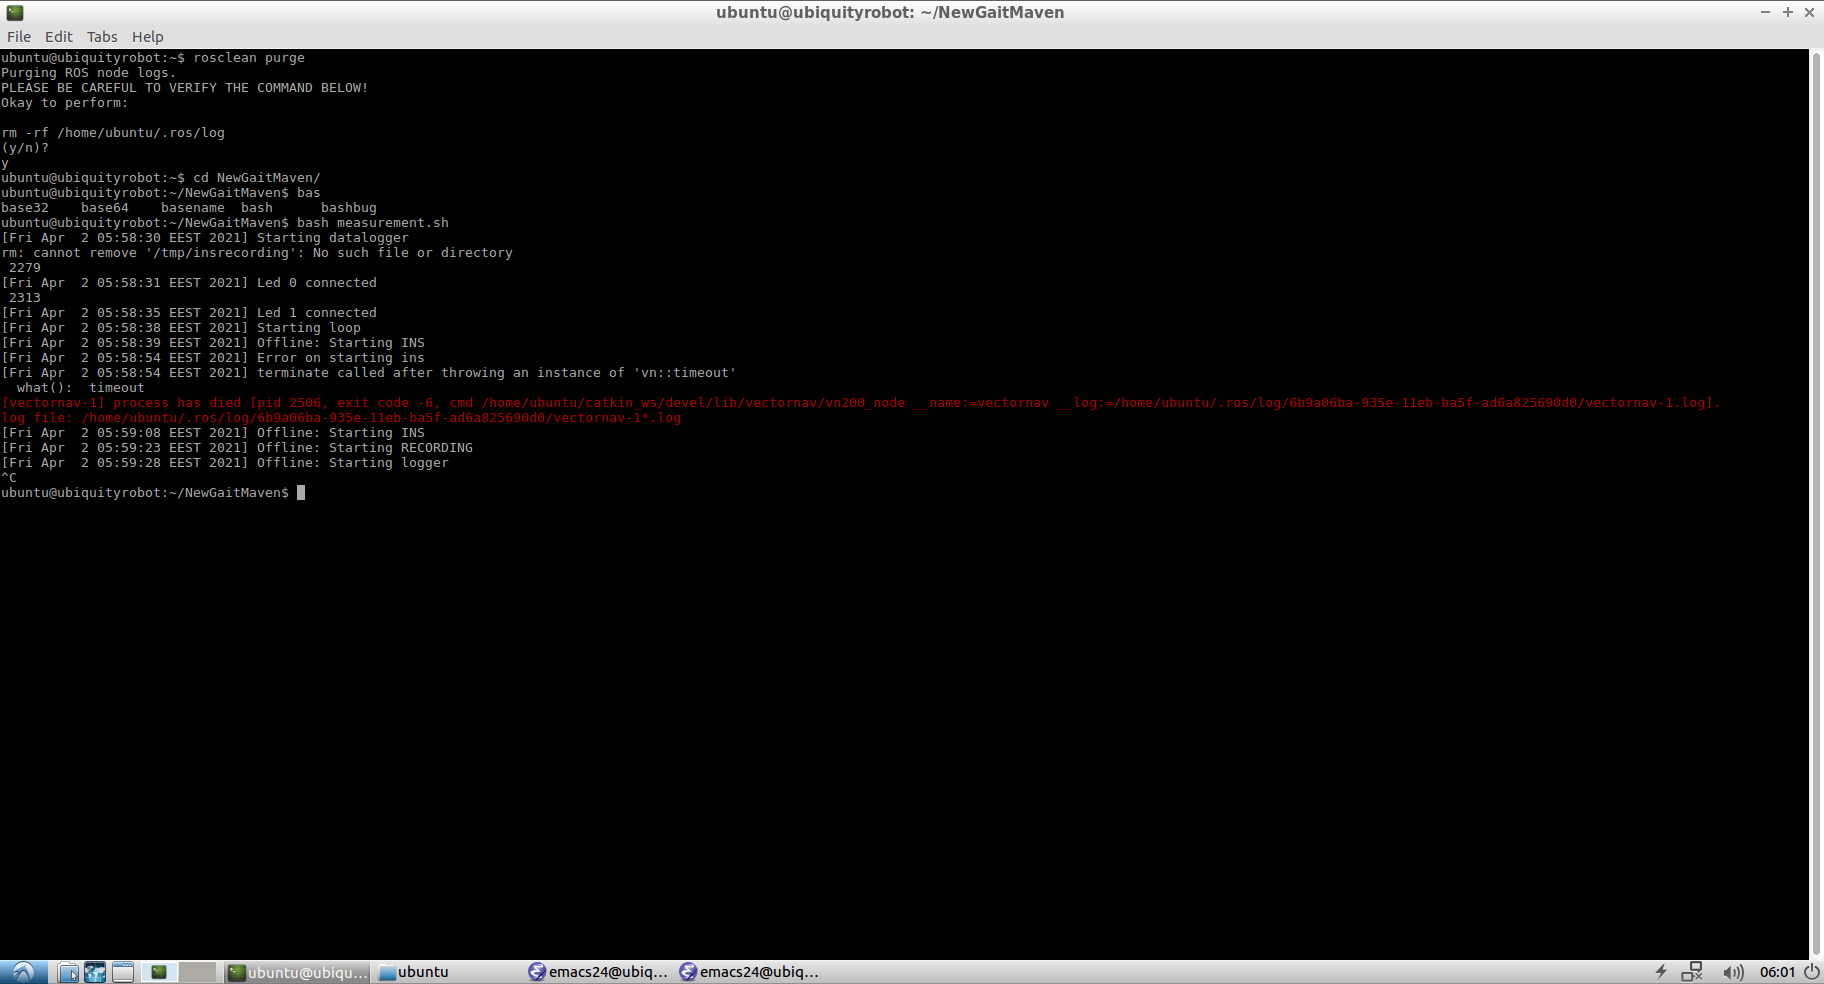 ubuntu@ubiquityrobot: ~/NewGaitMaven
File Edit Tabs Help
ubuntu@ubiquityrobot:~$ rosclean purge
Purging ROS node logs.
PLEASE BE CAREFUL TO VERIFY THE COMMAND BELOW!
Okay to perform:
rm -rf /home/ubuntu/.ros/log
(y/n)?
y
ubuntu@ubiquityrobot:~$ cd NewGaitMaven/
ubuntu@ubiquityrobot:~/NewGaitMaven$ bas
base32    base64    basename  bash      bashbug
ubuntu@ubiquityrobot:~/NewGaitMaven$ bash measurement.sh
[Fri Apr  2 05:58:30 EEST 2021] Starting datalogger
rm: cannot remove '/tmp/insrecording': No such file or directory
 2279
[Fri Apr  2 05:58:31 EEST 2021] Led 0 connected
 2313
[Fri Apr  2 05:58:35 EEST 2021] Led 1 connected
[Fri Apr  2 05:58:38 EEST 2021] Starting loop
[Fri Apr  2 05:58:39 EEST 2021] Offline: Starting INS
[Fri Apr  2 05:58:54 EEST 2021] Error on starting ins
[Fri Apr  2 05:58:54 EEST 2021] terminate called after throwing an instance of 'vn::timeout'
  what():  timeout
[vectornav-1] process has died [pid 2506, exit code -6, cmd /home/ubuntu/catkin_ws/devel/lib/vectornav/vn200_node __name:=vectornav __log:=/home/ubuntu/.ros/log/6b9a06ba-935e-11eb-ba5f-ad6a825690d0/vectornav-1.log].
log file: /home/ubuntu/.ros/log/6b9a06ba-935e-11eb-ba5f-ad6a825690d0/vectornav-1*.log
[Fri Apr  2 05:59:08 EEST 2021] Offline: Starting INS
[Fri Apr  2 05:59:23 EEST 2021] Offline: Starting RECORDING
[Fri Apr  2 05:59:28 EEST 2021] Offline: Starting logger
^C
ubuntu@ubiquityrobot:~/NewGaitMaven$
ubuntu@ubiqu... ubuntu emacs24@ubiq... emacs24@ubiq... 06:01